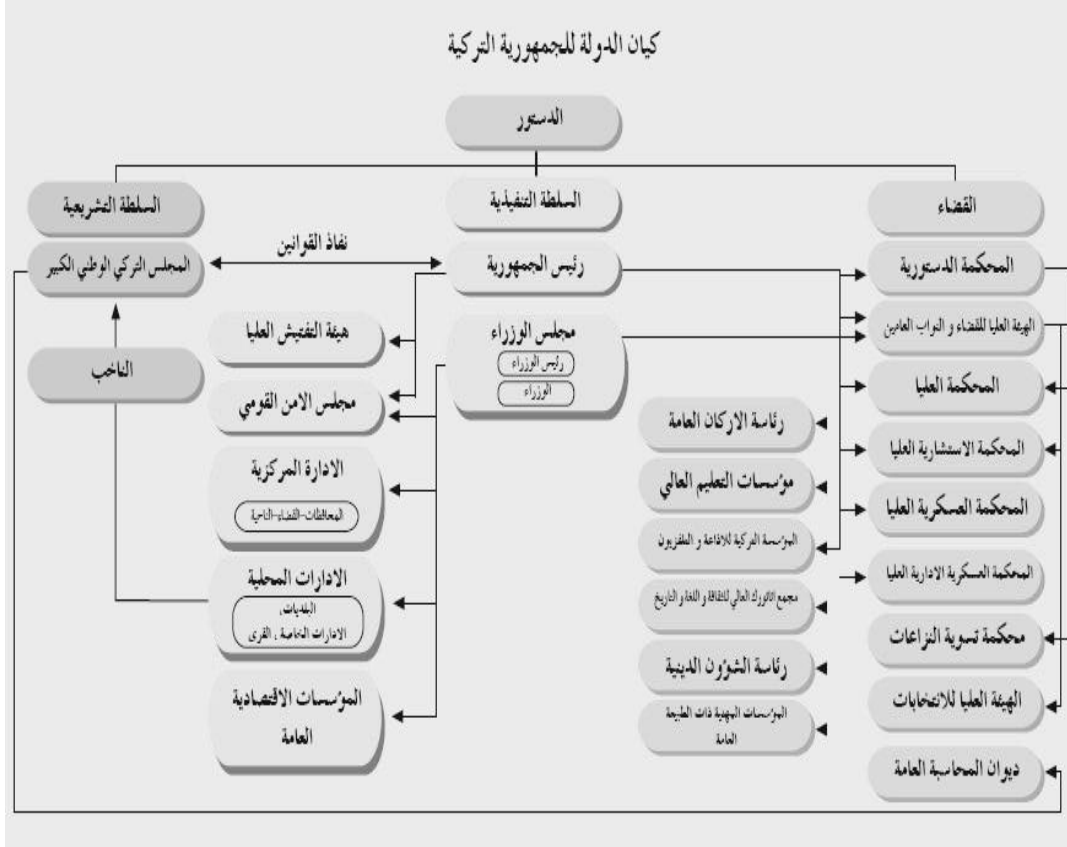 كيان الدولة للجمهورية التركية
الدستور
القضاء
السلطة التنفيذية
السلطة التشريعية
المحكمة الدستورية
رئيس الجمهورية
نفاذ القوانين
المجلس التركي الوطني الكبير
الهيئة العليا للقضاء و النواب العامين
مجلس الوزراء
رئيس الوزراء
الوزراء
هيئة التفتيش العليا
الناخب
المحكمة العليا
مجلس الامن القومي
رئاسة الاركان العامة
المحكمة الاستشارية العليا
الادارة المركزية
المحافظات-القضاء-الناحية
مؤسسات التعليم العالي
المحكمة العسكرية العليا
المؤسسة التركية للاذاعة و التلفزيون
المحكمة العسكرية الادارية العليا
الادارات المحلية
البلديات,
الادارات الخاصة , القرى
مجمع اتاتورك العالي للثقافة و اللغة و التاريخ
محكمة تسوية النزاعات
رئاسة الشؤون الدينية
الهيئة العليا للانتخابات
المؤسسات الاقتصادية
العامة
المؤسسات المهنية ذات الطبيعة
العامة
ديوان المحاسبة العامة